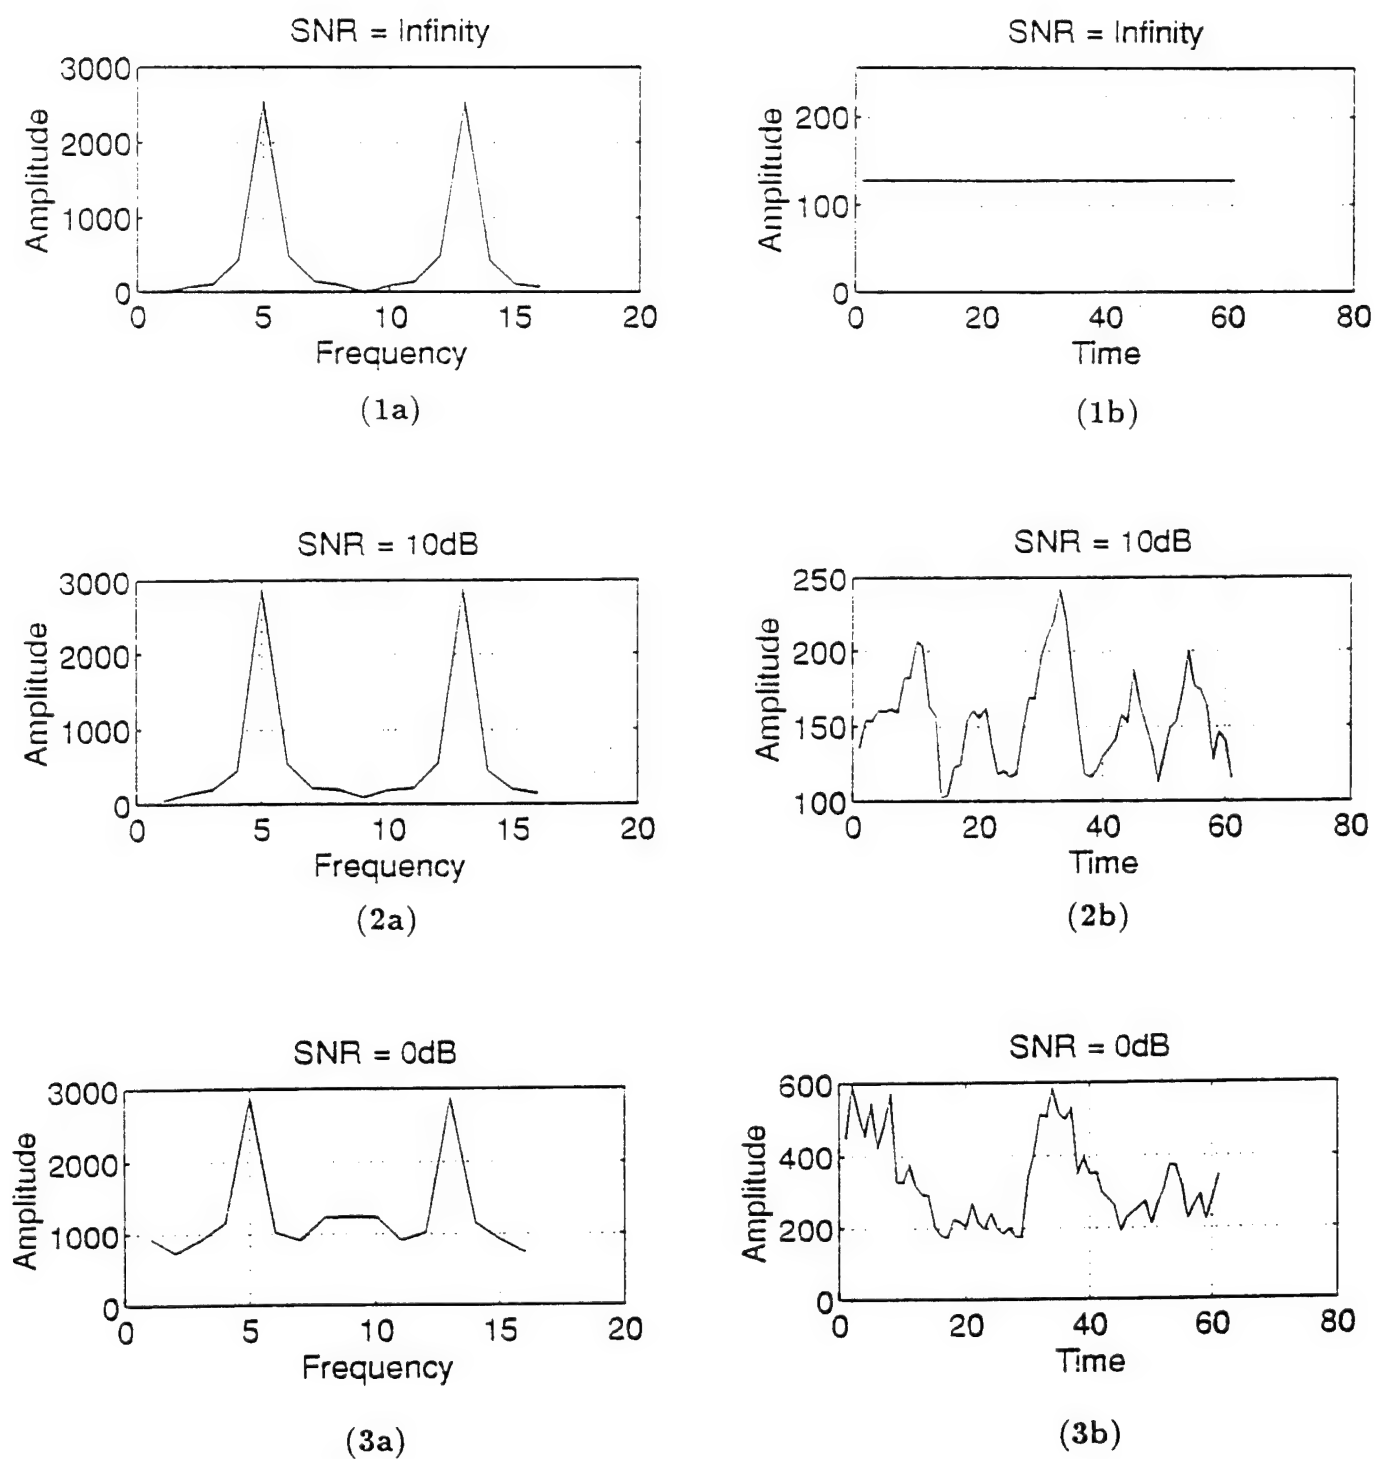 SNR = Infinity
3000
2000
1000
0
0 5 10 15 20
Amplitude
Frequency
(1a)
SNR = Infinity
200
100
0
0 20 40 60 80
Amplitude
Time
(1b)
SNR = 10dB
3000
2000
1000
0
0 5 10 15 20
Amplitude
Frequency
(2a)
SNR = 10dB
250
200
150
100
0 20 40 60 80
Amplitude
Time
(2b)
SNR = 0dB
3000
2000
1000
0
0 5 10 15 20
Amplitude
Frequency
(3a)
SNR = 0dB
600
400
200
0
0 20 40 60 80
Amplitude
Time
(3b)